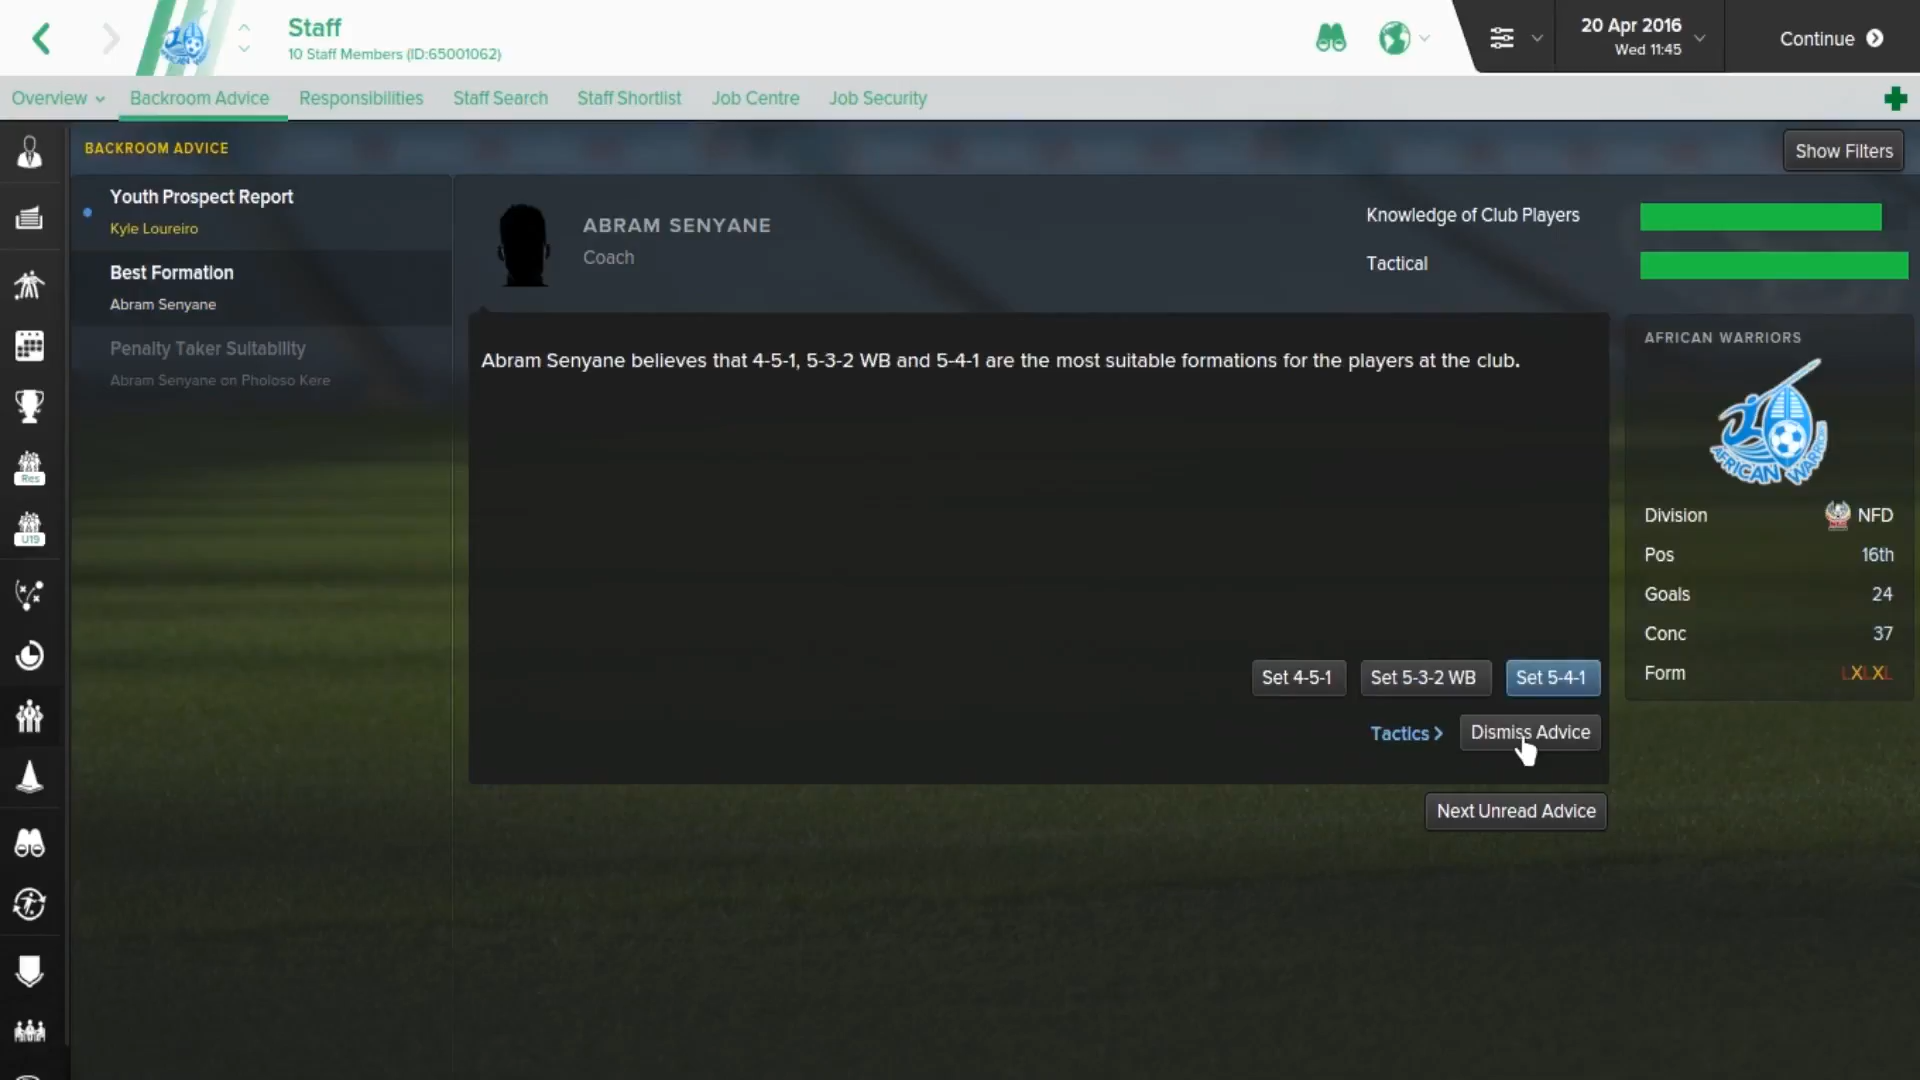 Staff
10 Staff Members (ID:65001062)
20 Apr 2016
Wed 11:45
Continue
Overview
Backroom Advice
Responsibilities
Staff Search
Staff Shortlist
Job Centre
Job Security
BACKROOM ADVICE
Show Filters
Youth Prospect Report
Kyle Loureiro
Best Formation
Abram Senyane
Penalty Taker Suitability
Abram Senyane on Pholoso Kere
ABRAM SENYANE
Coach
Knowledge of Club Players
Tactical
Abram Senyane believes that 4-5-1, 5-3-2 WB and 5-4-1 are the most suitable formations for the players at the club.
Set 4-5-1
Set 5-3-2 WB
Set 5-4-1
Tactics
Dismiss Advice
Next Unread Advice
AFRICAN WARRIORS
AFRICAN WARRIORS
Division NFD
Pos 16th
Goals 24
Conc 37
Form LXLXL
Res
U19